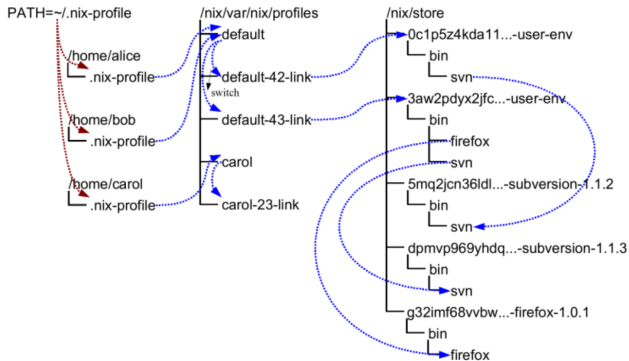 PATH=~/.nix-profile
/home/alice
.nix-profile
/home/bob
.nix-profile
/home/carol
.nix-profile
/nix/var/nix/profiles
default
default-42-link
switch
default-43-link
carol
carol-23-link
/nix/store
0c1p5z4kda11...-user-env
bin
svn
3aw2pdyx2jfc...-user-env
bin
firefox
svn
5mq2jcn36ldl...-subversion-1.1.2
bin
svn
dpmvp969yhdq...-subversion-1.1.3
bin
svn
g32imf68vvbw...-firefox-1.0.1
bin
firefox